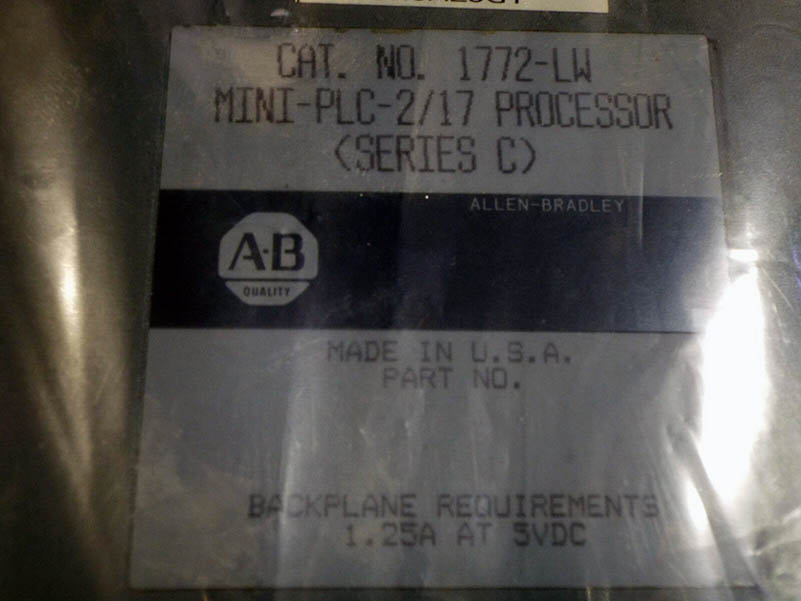 CAT. NO. 1772-LW
MINI-PLC-2/17 PROCESSOR
(SERIES C)
ALLEN-BRADLEY
A·B
QUALITY
MADE IN U.S.A.
PART NO.
BACKPLANE REQUIREMENTS
1.25A AT 5VDC